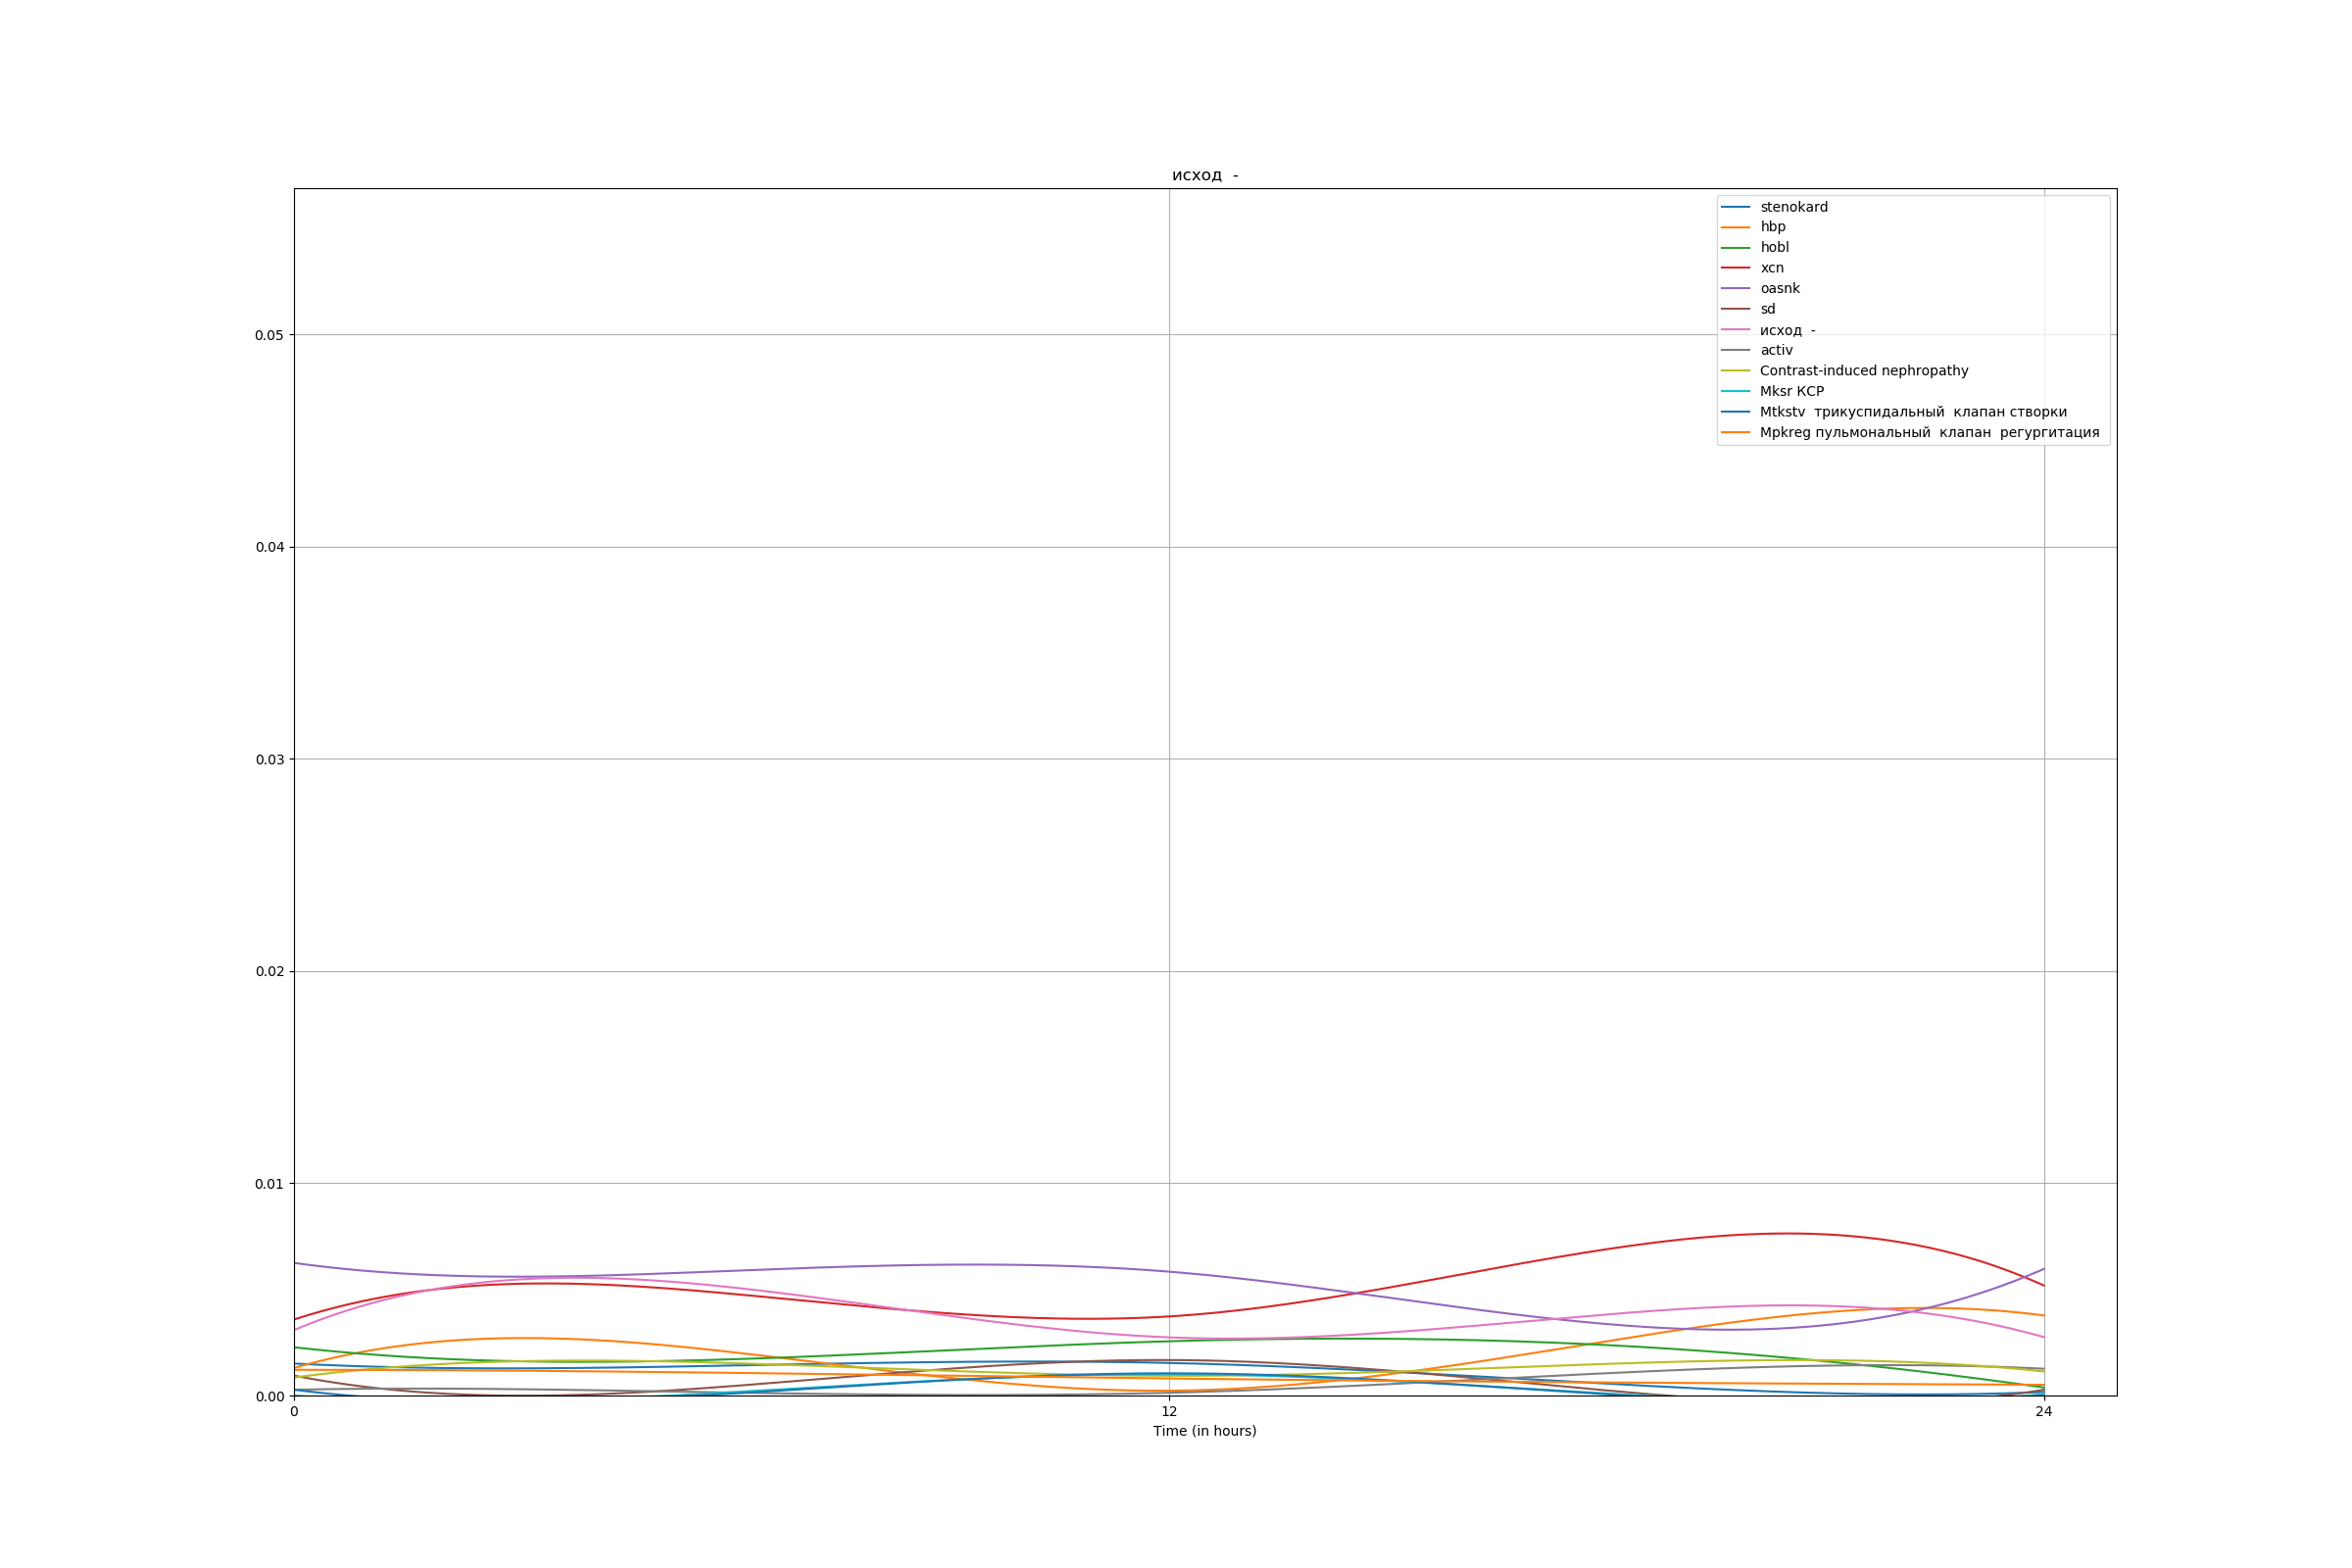 исход  -
stenokard
hbp
hobl
xcn
oasnk
sd
исход  -
activ
Contrast-induced nephropathy
Mksr КСР
Mtkstv  трикуспидальный  клапан створки
Mpkreg пульмональный  клапан  регургитация
0.05
0.04
0.03
0.02
0.01
0.00
0 12 24
Time (in hours)